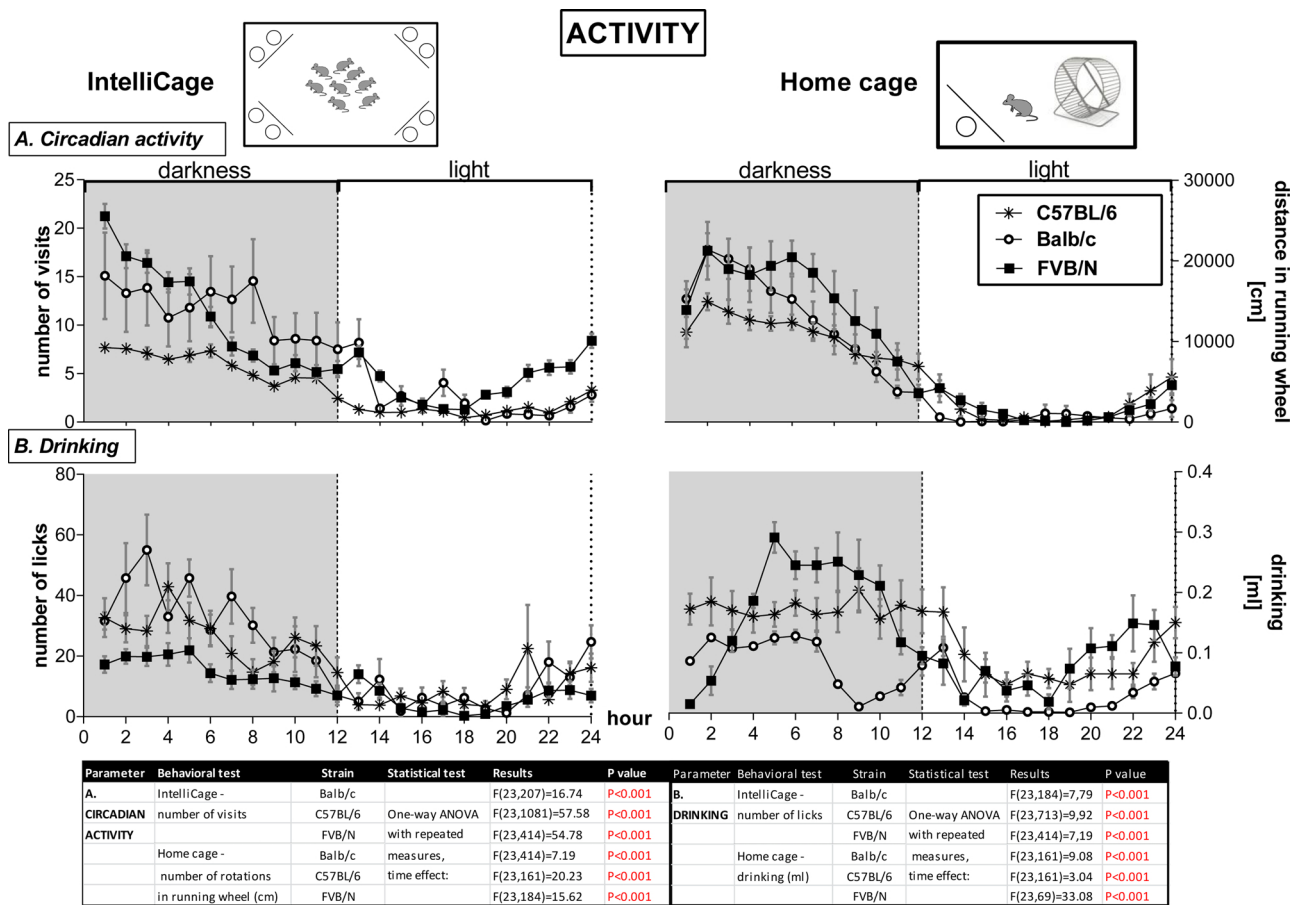 ACTIVITY
IntelliCage
Home cage
A. Circadian activity
darkness light
25
20
15
10
5
0
number of visits
darkness light
30000
20000
10000
0
distance in running wheel
[cm]
C57BL/6
Balb/c
FVB/N
2 4 6 8 10
B. Drinking
80
60
40
20
0
number of licks
2 4 6 8 10 12 14 16 18 20 22 24
hour
0.4
0.3
0.2
0.1
0.0
drinking
[ml]
2 4 6 8 10 12 14 16 18 20 22 24
Parameter Behavioral test Strain Statistical test Results P value
A. IntelliCage - Balb/c F(23,207)=16.74 P<0.001
CIRCADIAN number of visits C57BL/6 One-way ANOVA F(23,1081)=57.58 P<0.001
ACTIVITY FVB/N with repeated F(23,414)=54.78 P<0.001
Home cage - Balb/c measures, F(23,414)=7.19 P<0.001
number of rotations C57BL/6 time effect: F(23,161)=20.23 P<0.001
in running wheel (cm) FVB/N F(23,184)=15.62 P<0.001
Parameter Behavioral test Strain Statistical test Results P value
B. IntelliCage - Balb/c F(23,184)=7,79 P<0.001
DRINKING number of licks C57BL/6 One-way ANOVA F(23,713)=9,92 P<0.001
FVB/N with repeated F(23,414)=7,19 P<0.001
Home cage - Balb/c measures, F(23,161)=9.08 P<0.001
drinking (ml) C57BL/6 time effect: F(23,161)=3.04 P<0.001
FVB/N F(23,69)=33.08 P<0.001